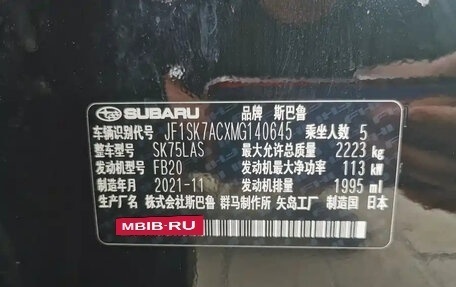 SUBARU 品牌 斯巴鲁
车辆识别代号 JF1SK7ACXMG140645 乘坐人数 5
整车型号 SK75LAS 最大允许总质量 2223 kg
发动机型号 FB20 发动机最大净功率 113 kW
制造年月 2021-11 发动机排量 1995 ml
生产厂名 株式会社斯巴鲁 群马制作所 矢岛工厂 制造国 日本
MBIB-RU